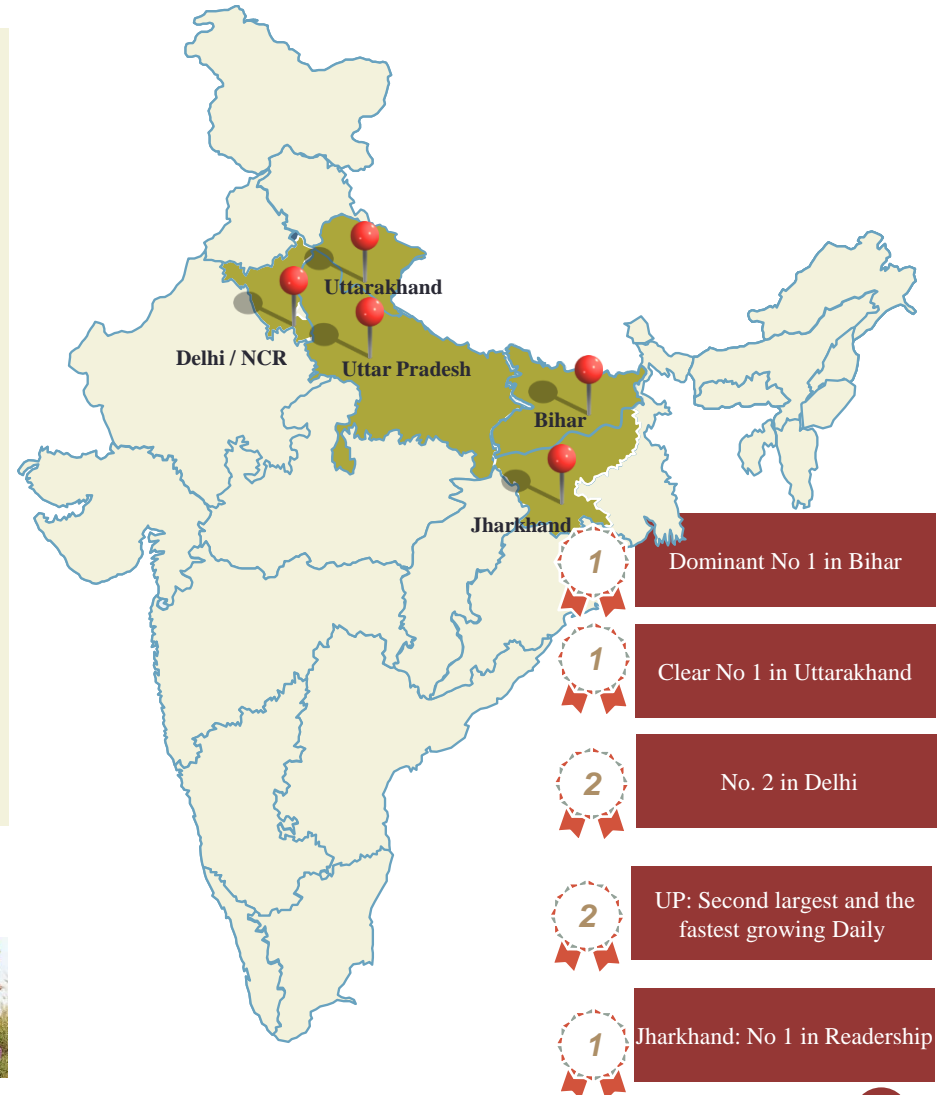 Uttarakhand
Delhi / NCR
Uttar Pradesh
Bihar
Jharkhand
1
Dominant No 1 in Bihar
1
Clear No 1 in Uttarakhand
2
No. 2 in Delhi
2
UP: Second largest and the
fastest growing Daily
1
Jharkhand: No 1 in Readership